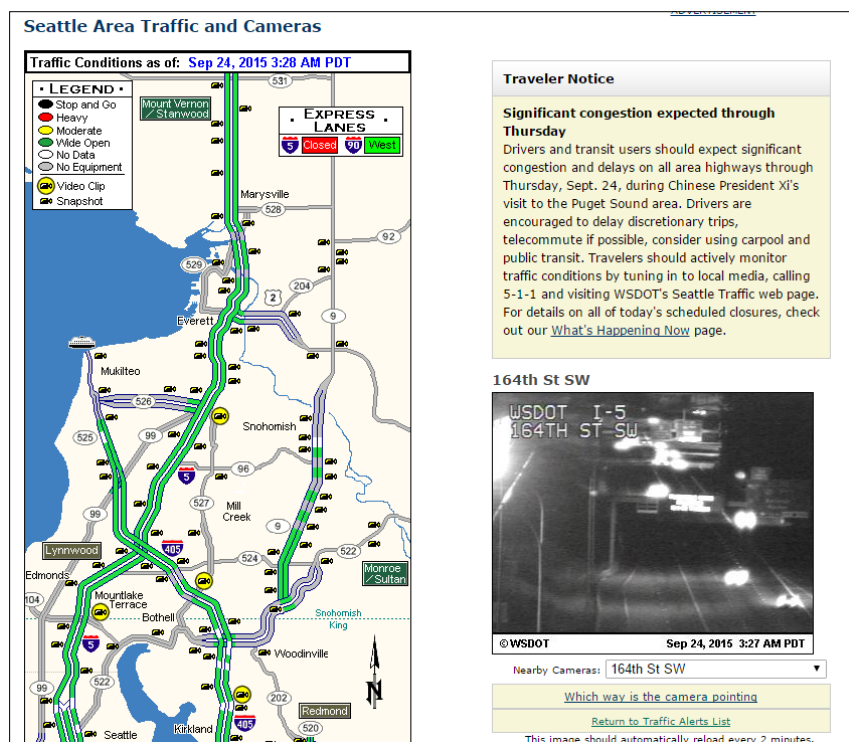 ADVERTISEMENT
Seattle Area Traffic and Cameras
Traffic Conditions as of: Sep 24, 2015 3:28 AM PDT
· LEGEND ·
Stop and Go
Heavy
Moderate
Wide Open
No Data
No Equipment
Video Clip
Snapshot
531
Mount Vernon
/Stanwood
· EXPRESS LANES ·
5 Closed 90 West
Marysville
528
92
529
204
2
9
Everett
Mukilteo
526
525
99
Snohomish
96
5
527
Mill
Creek
99
9
Lynnwood
405
522
524
Monroe
/Sultan
Edmonds
104
Mountlake
Terrace
Bothell
Snohomish
King
5
Woodinville
522
N
99
202
Redmond
405
520
Seattle
Kirkland
Traveler Notice
Significant congestion expected through
Thursday
Drivers and transit users should expect significant
congestion and delays on all area highways through
Thursday, Sept. 24, during Chinese President Xi's
visit to the Puget Sound area. Drivers are
encouraged to delay discretionary trips,
telecommute if possible, consider using carpool and
public transit. Travelers should actively monitor
traffic conditions by tuning in to local media, calling
5-1-1 and visiting WSDOT's Seattle Traffic web page.
For details on all of today's scheduled closures, check
out our What's Happening Now page.
164th St SW
WSDOT I-5
164TH ST SW
©WSDOT Sep 24, 2015 3:27 AM PDT
Nearby Cameras: 164th St SW
Which way is the camera pointing
Return to Traffic Alerts List
This image should automatically reload every 2 minutes.